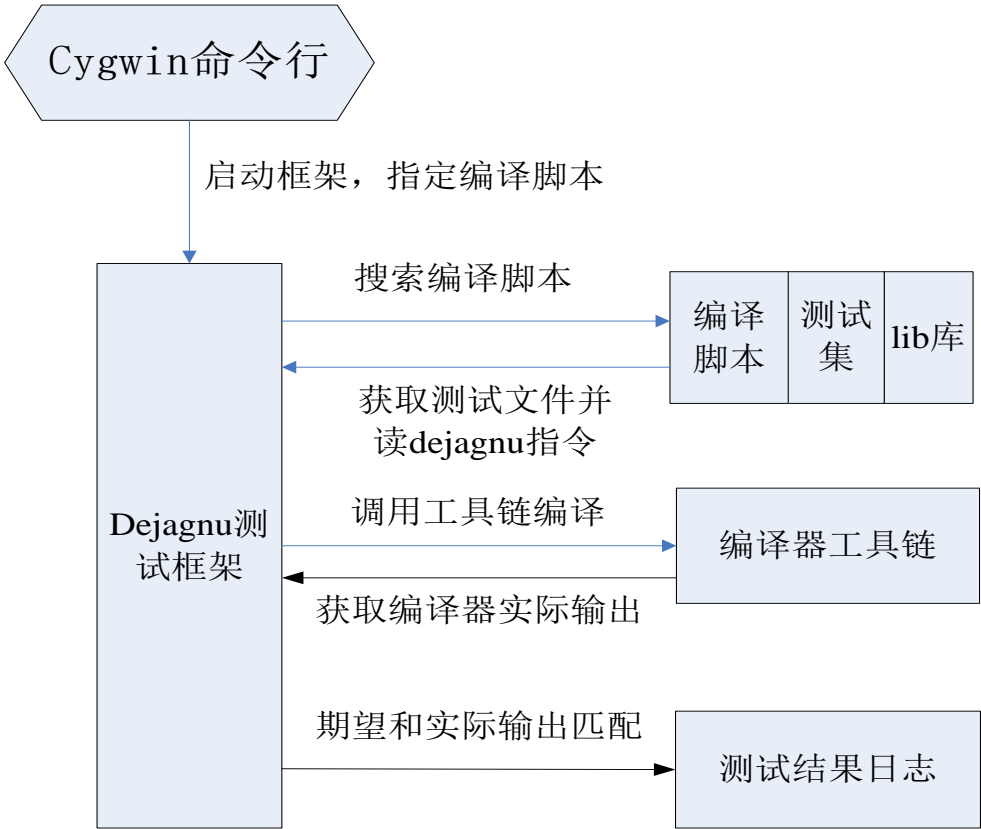 Cygwin命令行
启动框架，指定编译脚本
搜索编译脚本
编译
脚本
测试
集
lib库
获取测试文件并
读dejagnu指令
Dejagnu测
试框架
调用工具链编译
编译器工具链
获取编译器实际输出
期望和实际输出匹配
测试结果日志